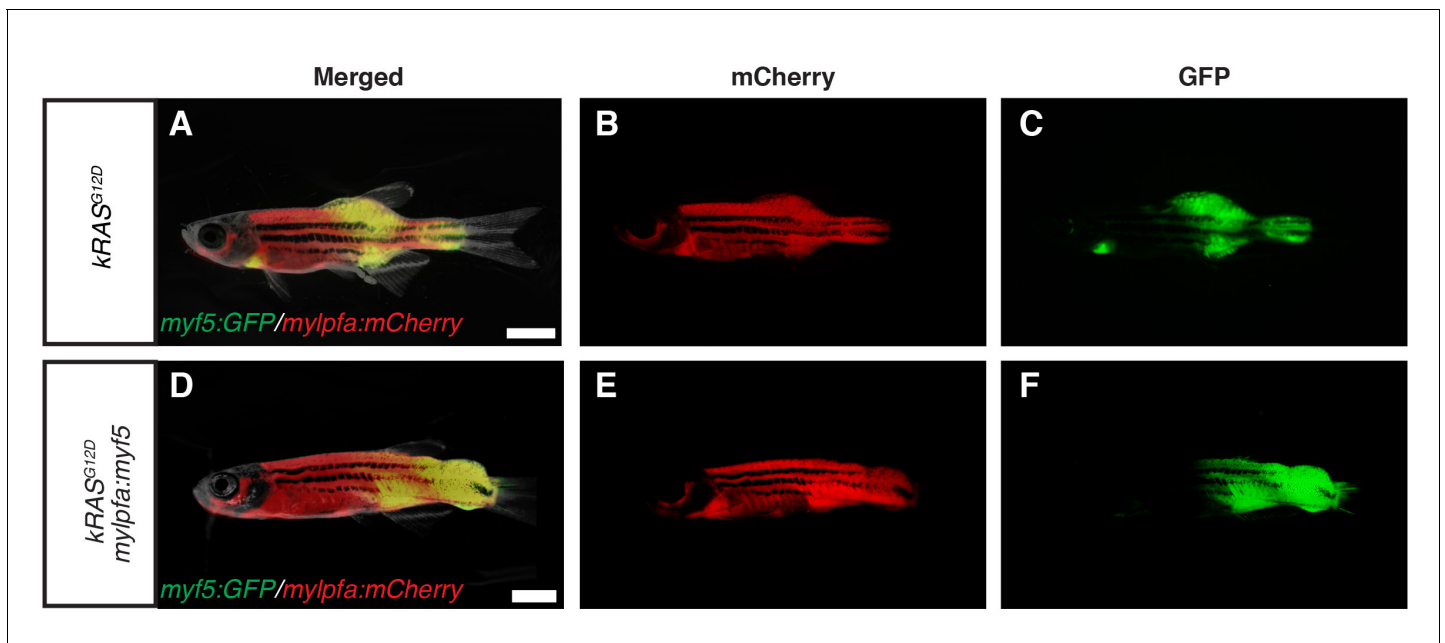 Merged
mCherry
GFP
kRAS^G12D
A
B
C
myf5:GFP/mylpfa:mCherry
kRAS^G12D
mylpfa:myf5
D
E
F
myf5:GFP/mylpfa:mCherry